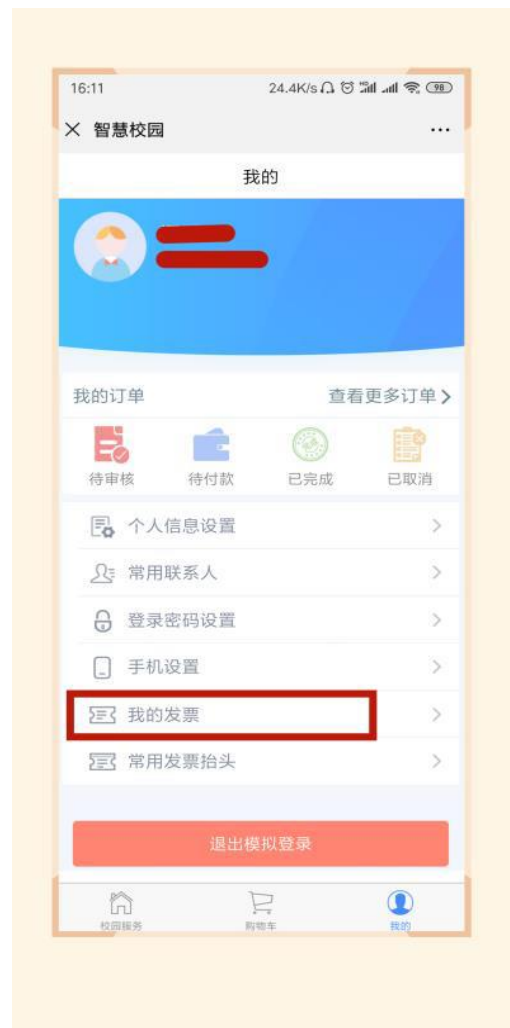 16:11 24.4K/s HD 98
智慧校园 ...
我的
我的订单 查看更多订单
待审核 待付款 已完成 已取消
个人信息设置
常用联系人
登录密码设置
手机设置
我的发票
常用发票抬头
退出模拟登录
校园服务 购物车 我的